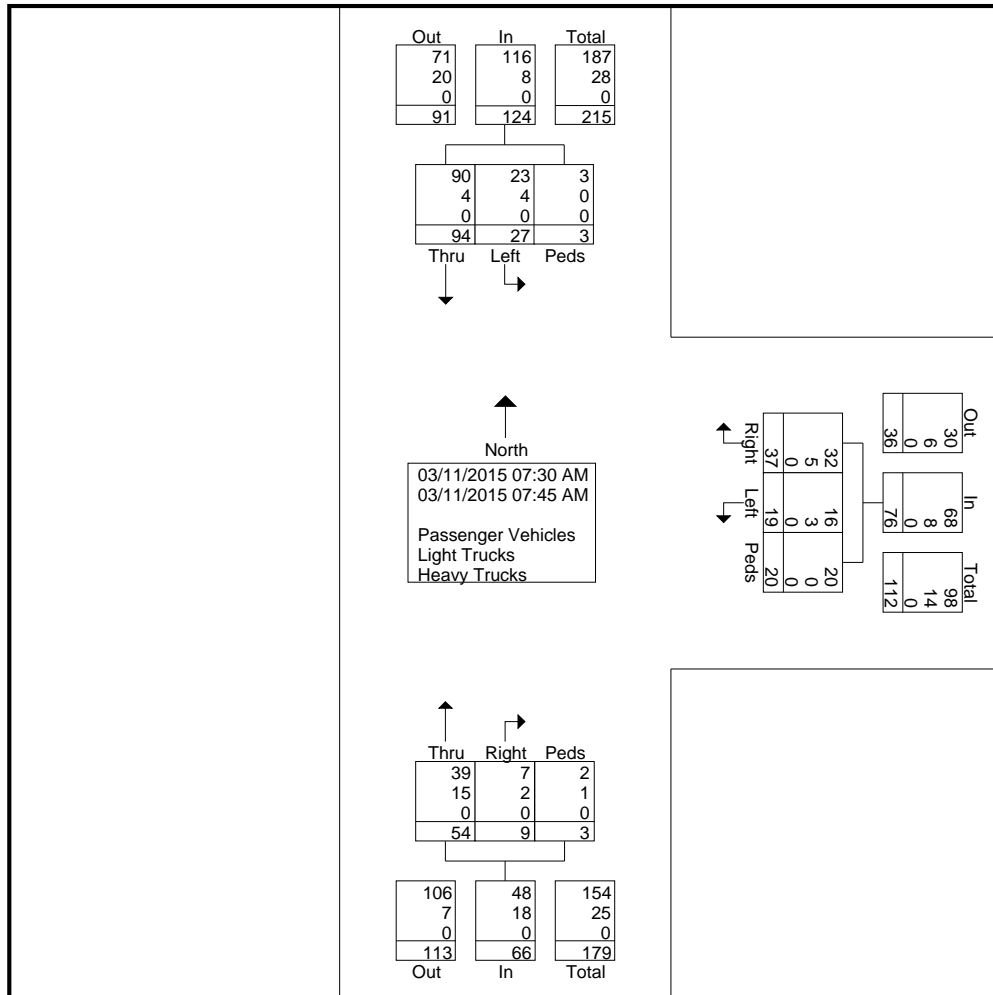 Out In Total
71 116 187
20 8 28
0 0 0
91 124 215
90 23 3
4 4 0
0 0 0
94 27 3
Thru Left Peds
North
03/11/2015 07:30 AM
03/11/2015 07:45 AM
Passenger Vehicles
Light Trucks
Heavy Trucks
Right Left Peds
37 19 20
0 0 0
5 3 0
32 16 20
Out In Total
30 68 98
6 8 14
0 0 0
36 76 112
Thru Right Peds
39 7 2
15 2 1
0 0 0
54 9 3
106 48 154
7 18 25
0 0 0
113 66 179
Out In Total